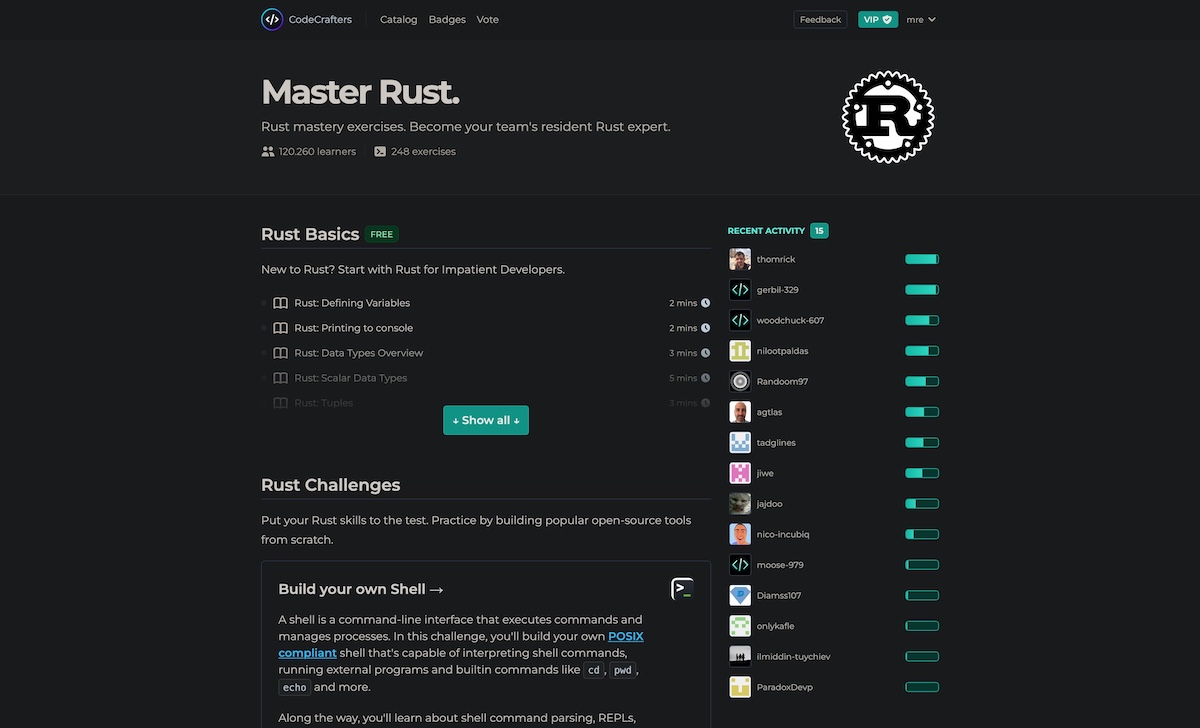 CodeCrafters
Catalog
Badges
Vote
Feedback
VIP
mre
Master Rust.
Rust mastery exercises. Become your team's resident Rust expert.
120.260 learners
248 exercises
R
Rust Basics FREE
New to Rust? Start with Rust for Impatient Developers.
Rust: Defining Variables 2 mins
Rust: Printing to console 2 mins
Rust: Data Types Overview 3 mins
Rust: Scalar Data Types 5 mins
Rust: Tuples 3 mins
↓ Show all ↓
Rust Challenges
Put your Rust skills to the test. Practice by building popular open-source tools
from scratch.
Build your own Shell →
A shell is a command-line interface that executes commands and
manages processes. In this challenge, you'll build your own POSIX
compliant shell that's capable of interpreting shell commands,
running external programs and builtin commands like cd, pwd,
echo and more.
Along the way, you'll learn about shell command parsing, REPLs,
RECENT ACTIVITY 15
thomrick
gerbil-329
woodchuck-607
nilootpaldas
Randoom97
agtlas
tadglines
jiwe
jajdoo
nico-incubiq
moose-979
Diamss107
onlykafle
ilmiddin-tuychiev
ParadoxDevp